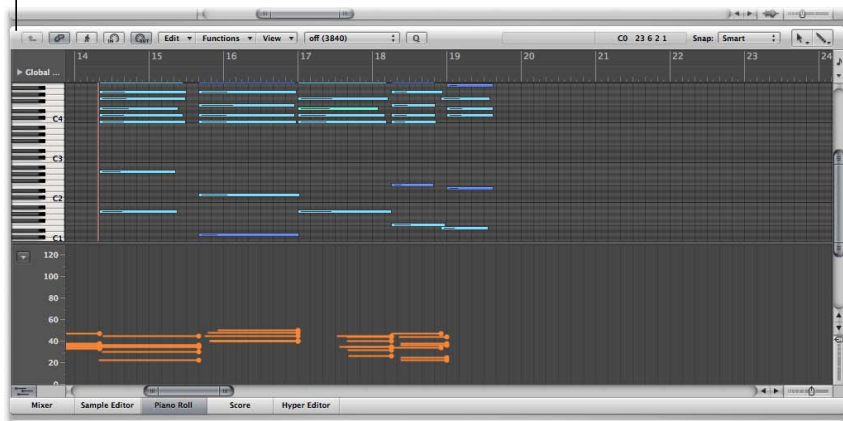 IN OUT Edit Functions View off (3840) Q C0 23 6 2 1 Snap: Smart
14 15 16 17 18 19 20 21 22 23 24
Global ...
C4
C3
C2
C1
120
100
80
60
40
20
0
Mixer Sample Editor Piano Roll Score Hyper Editor